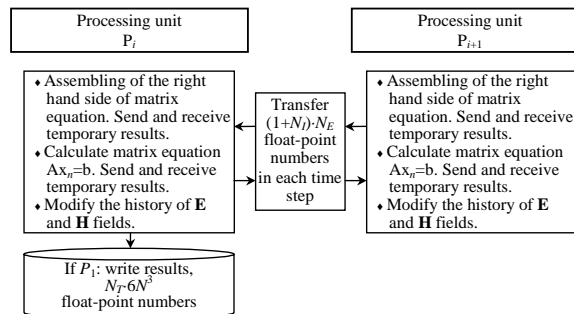 Processing unit
P_i
Processing unit
P_{i+1}
♦ Assembling of the right
hand side of matrix
equation. Send and receive
temporary results.
♦ Calculate matrix equation
Ax_n=b. Send and receive
temporary results.
♦ Modify the history of E
and H fields.
Transfer
(1+N_I)·N_E
float-point
numbers
in each time
step
♦ Assembling of the right
hand side of matrix
equation. Send and receive
temporary results.
♦ Calculate matrix equation
Ax_n=b. Send and receive
temporary results.
♦ Modify the history of E
and H fields.
If P_1: write results,
N_T·6N^3
float-point numbers